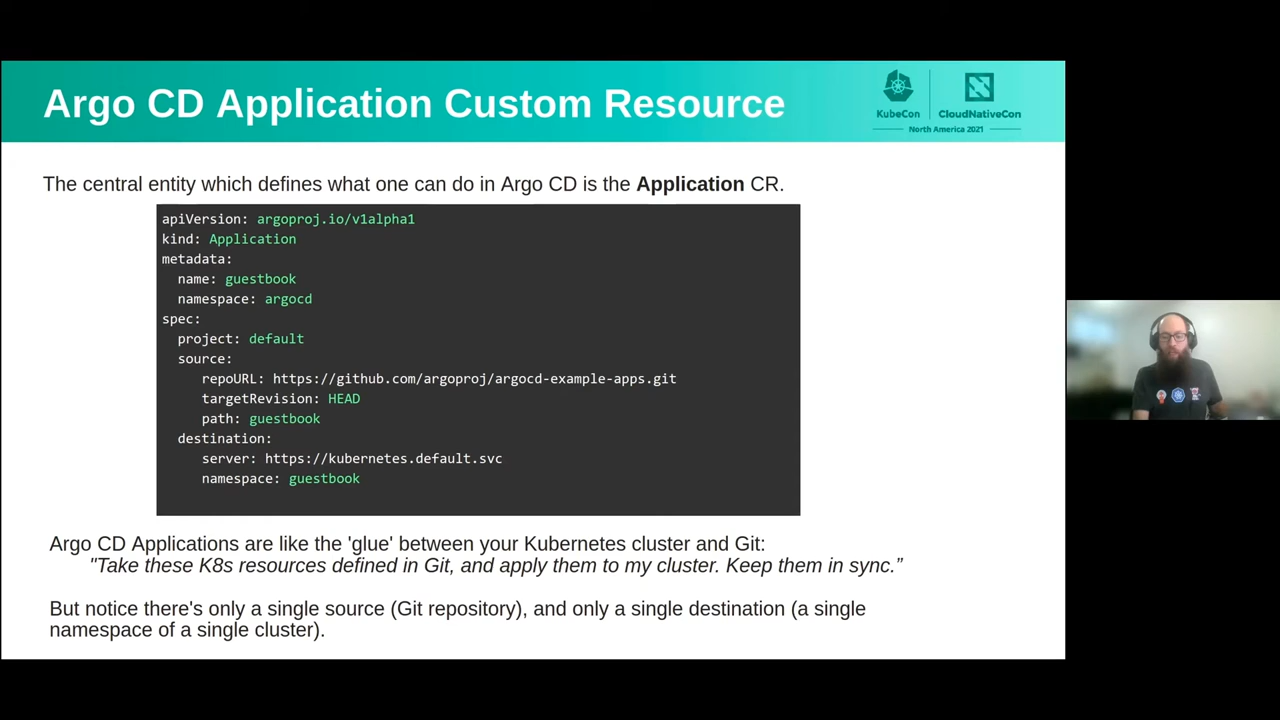 Argo CD Application Custom Resource
KubeCon
CloudNativeCon
North America 2021
The central entity which defines what one can do in Argo CD is the Application CR.
apiVersion: argoproj.io/v1alpha1
kind: Application
metadata:
  name: guestbook
  namespace: argocd
spec:
  project: default
  source:
     repoURL: https://github.com/argoproj/argocd-example-apps.git
     targetRevision: HEAD
     path: guestbook
  destination:
     server: https://kubernetes.default.svc
     namespace: guestbook
Argo CD Applications are like the 'glue' between your Kubernetes cluster and Git:
"Take these K8s resources defined in Git, and apply them to my cluster. Keep them in sync.”
But notice there's only a single source (Git repository), and only a single destination (a single
namespace of a single cluster).